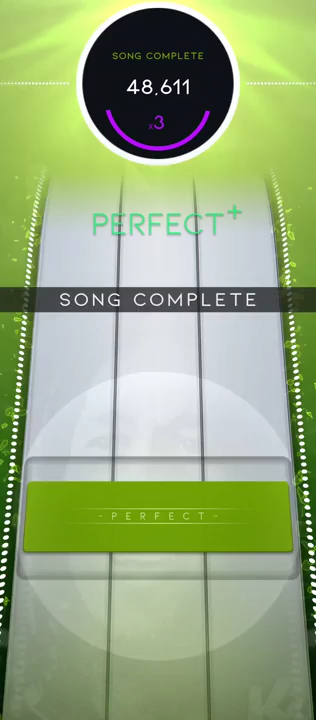 SONG COMPLETE
48,611
x3
PERFECT+
SONG COMPLETE
- PERFECT -